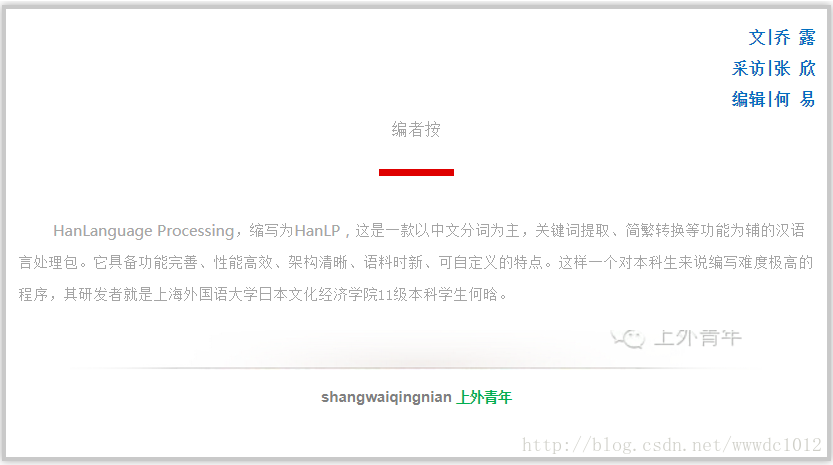 文|乔 露
采访|张 欣
编辑|何 易
编者按
HanLanguage Processing，缩写为HanLP，这是一款以中文分词为主，关键词提取、简繁转换等功能为辅的汉语
言处理包。它具备功能完善、性能高效、架构清晰、语料时新、可自定义的特点。这样一个对本科生来说编写难度极高的
程序，其研发者就是上海外国语大学日本文化经济学院11级本科学生何晗。
上外青年
shangwaiqingnian 上外青年
http://blog.csdn.net/wwwdc1012